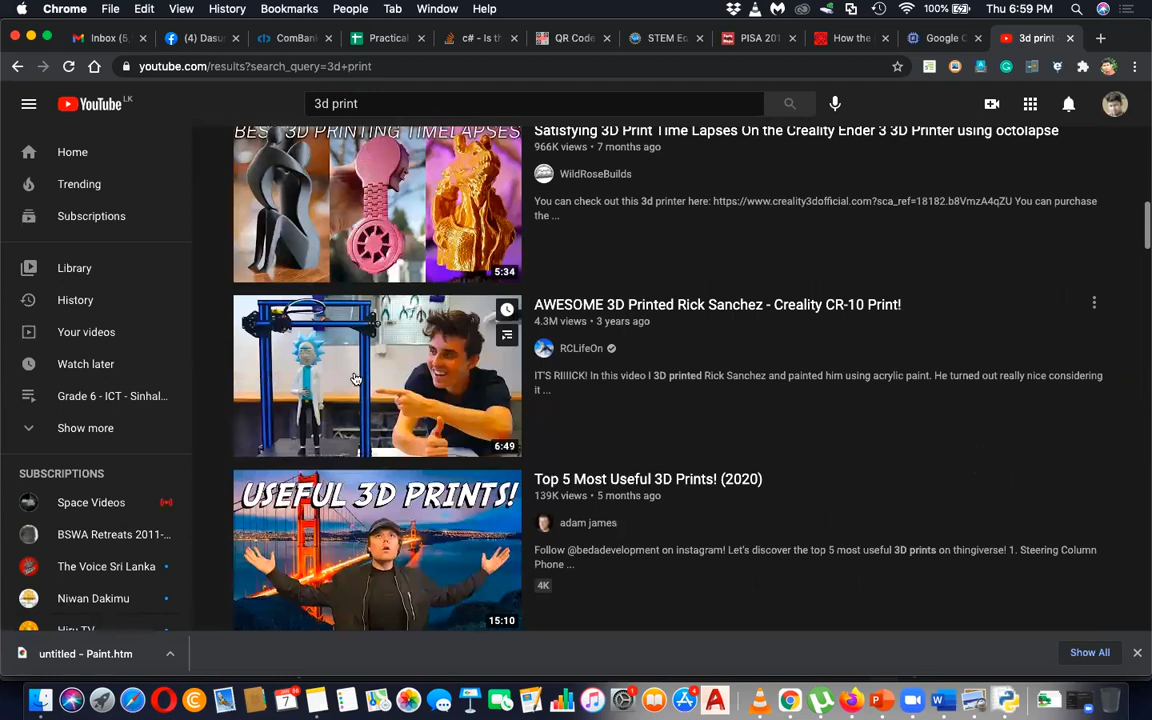 Chrome File Edit View History Bookmarks People Tab Window Help 100% Thu 6:59 PM
Inbox (5, (4) Dasu ComBank Practical c# - Is th QR Code STEM Ed PISA 201 How the Google C 3d print
youtube.com/results?search_query=3d+print
YouTube LK
3d print
Home
Trending
Subscriptions
Library
History
Your videos
Watch later
Grade 6 - ICT - Sinhal...
Show more
SUBSCRIPTIONS
Space Videos
BSWA Retreats 2011-...
The Voice Sri Lanka
Niwan Dakimu
Hiru TV
BEST 3D PRINTING TIMELAPSES
5:34
Satisfying 3D Print Time Lapses On the Creality Ender 3 3D Printer using octolapse
966K views • 7 months ago
WildRoseBuilds
You can check out this 3d printer here: https://www.creality3dofficial.com?sca_ref=18182.b8VmzA4qZU You can purchase
the ...
6:49
AWESOME 3D Printed Rick Sanchez - Creality CR-10 Print!
4.3M views • 3 years ago
RCLifeOn
IT'S RIIIICK! In this video I 3D printed Rick Sanchez and painted him using acrylic paint. He turned out really nice considering
it ...
USEFUL 3D PRINTS!
15:10
Top 5 Most Useful 3D Prints! (2020)
139K views • 5 months ago
adam james
Follow @bedadevelopment on instagram! Let's discover the top 5 most useful 3D prints on thingiverse! 1. Steering Column
Phone ...
4K
untitled - Paint.htm
Show All